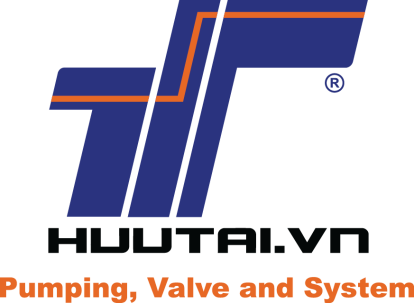 ®
HUUTAI.VN
Pumping, Valve and System